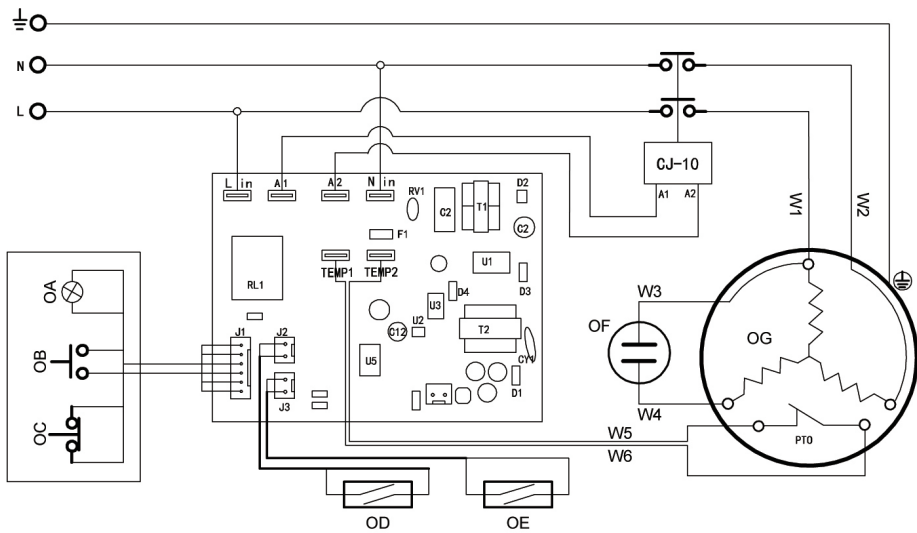 N
L
CJ-10
A1 A2
L in A1 A2 N in
RV1
C2
T1
D2
C2
F1
TEMP1 TEMP2
U1
D3
RL1
D4
U3
U2
C12
T2
CY1
U5
D1
J1 J2
J3
OA
OB
OC
OD
OE
OF
OG
PTO
W1
W2
W3
W4
W5
W6